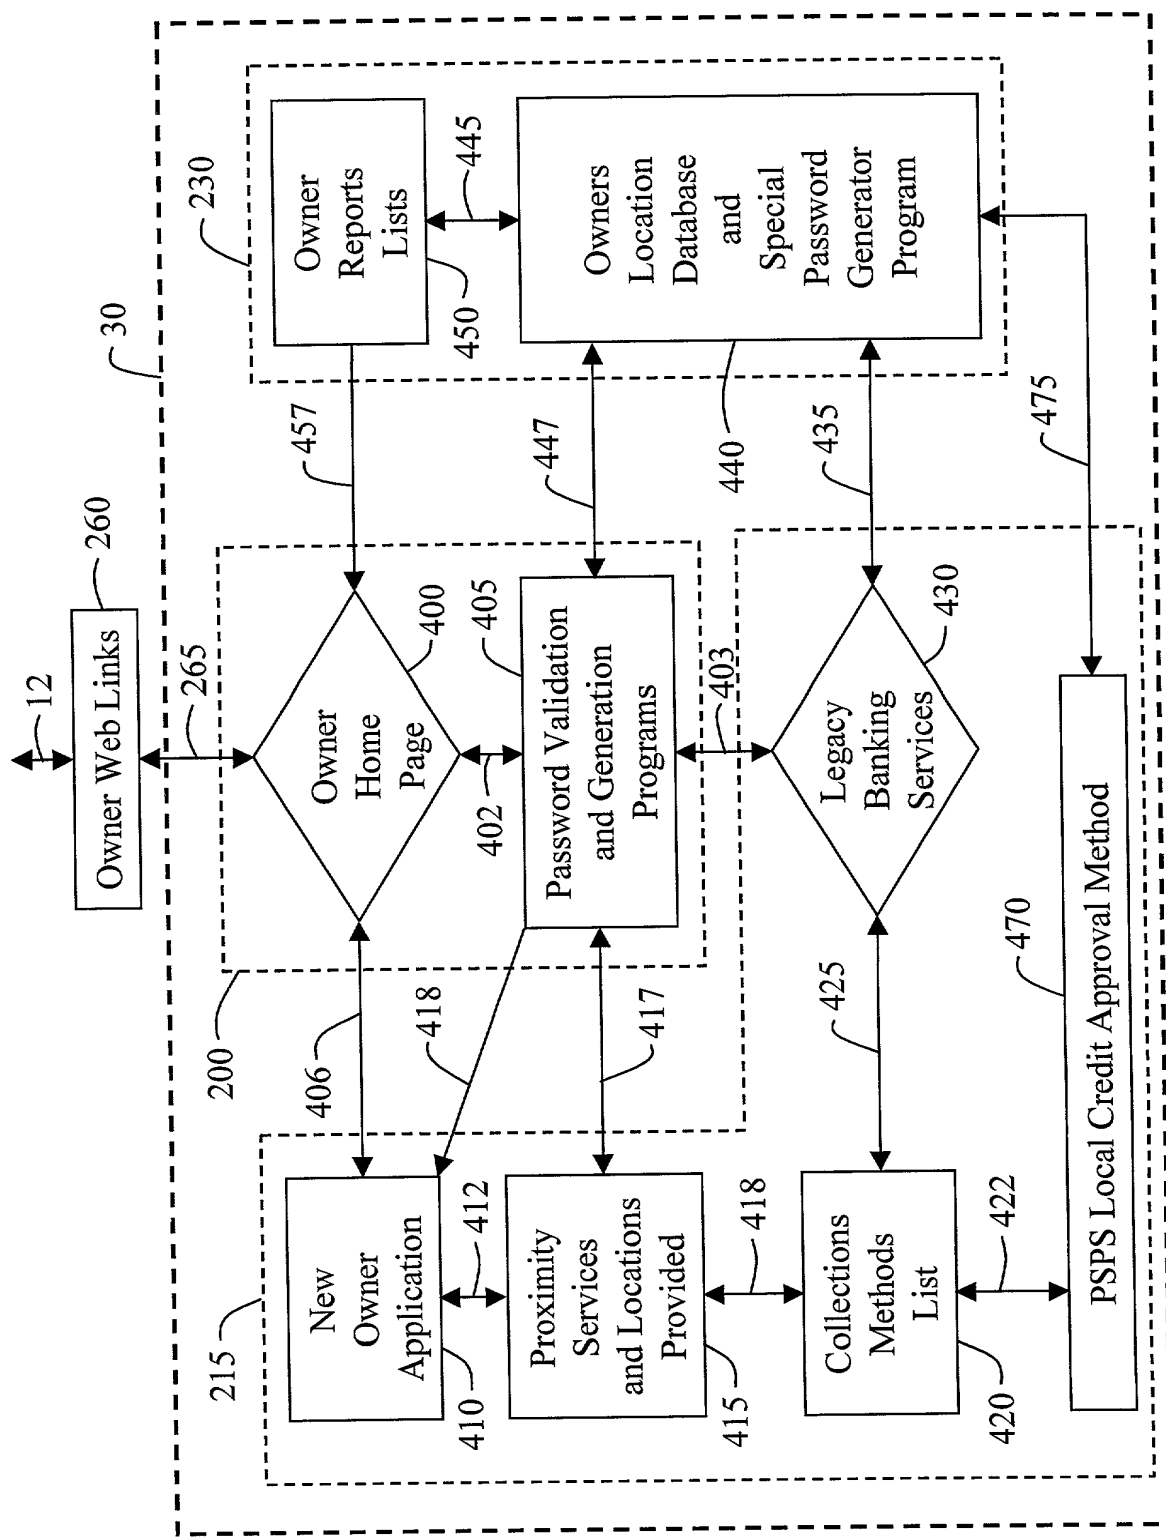 12
Owner Web Links
260
265
30
200
Owner
Home
Page
400
402
Password Validation
and Generation
Programs
405
403
406
418
417
457
447
230
Owner
Reports
Lists
450
445
Owners
Location
Database
and
Special
Password
Generator
Program
440
435
475
215
New
Owner
Application
410
412
Proximity
Services
and Locations
Provided
415
418
Collections
Methods
List
420
422
425
Legacy
Banking
Services
430
PSPS Local Credit Approval Method
470